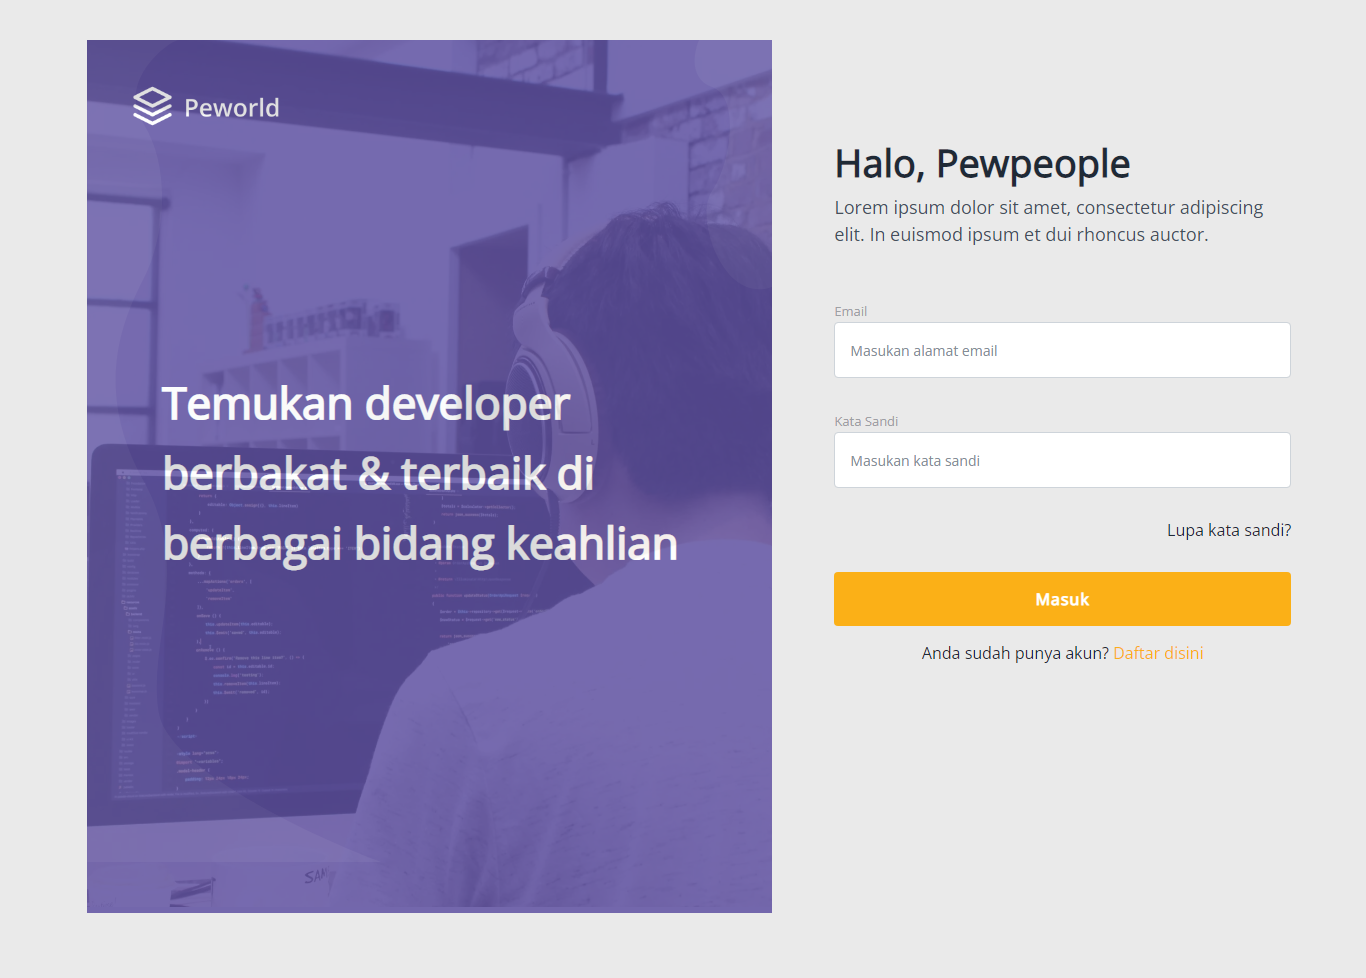 Peworld
Temukan developer
berbakat & terbaik di
berbagai bidang keahlian
Halo, Pewpeople
Lorem ipsum dolor sit amet, consectetur adipiscing
elit. In euismod ipsum et dui rhoncus auctor.
Email
Masukan alamat email
Kata Sandi
Masukan kata sandi
Lupa kata sandi?
Masuk
Anda sudah punya akun? Daftar disini